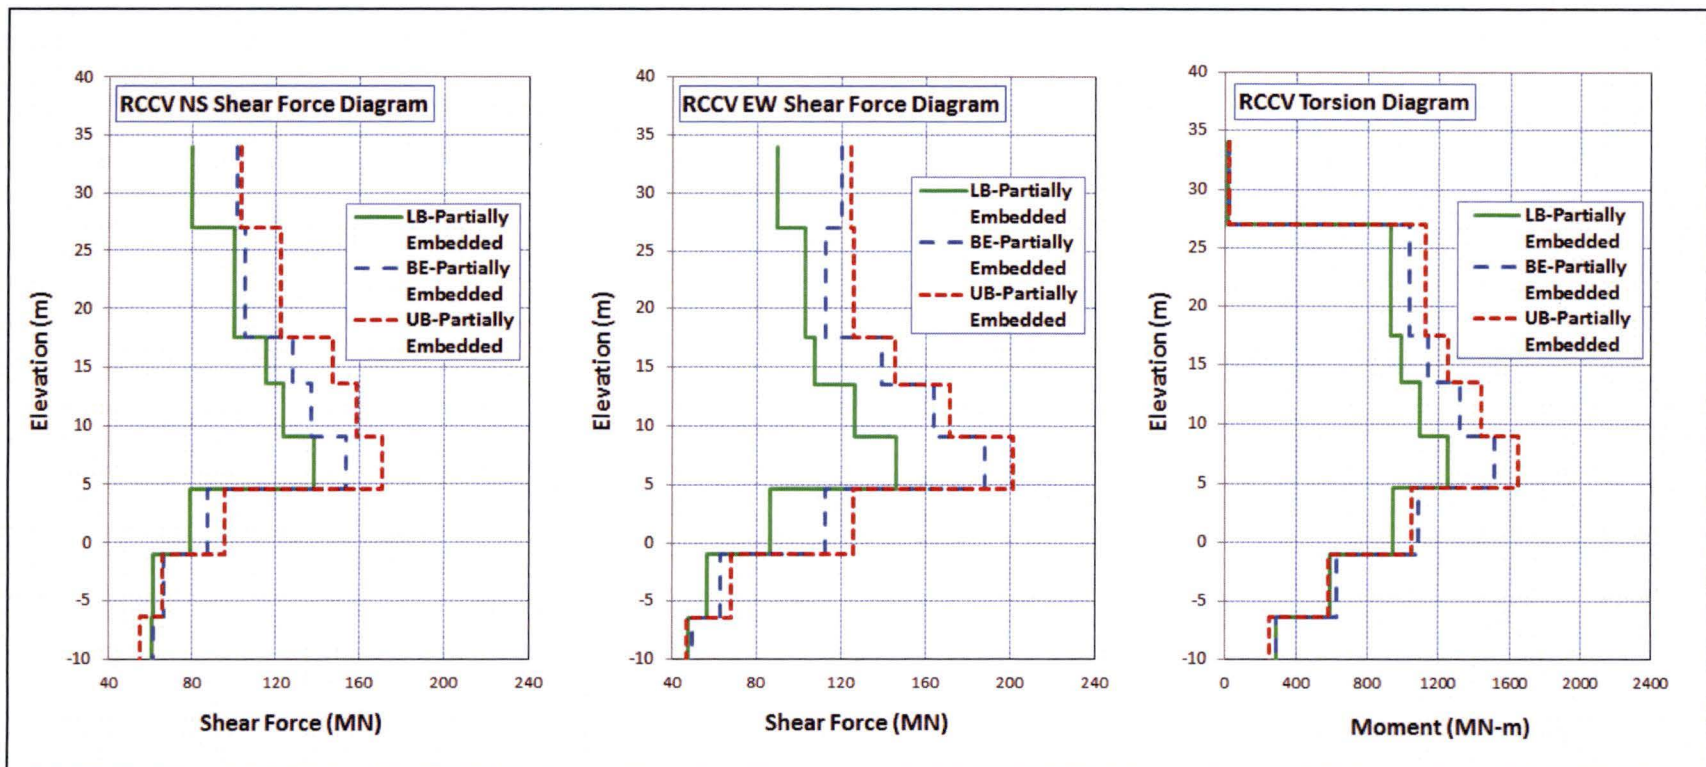 RCCV NS Shear Force Diagram
40
35
30
25
20
15
10
5
0
-5
-10
Elevation (m)
LB-Partially
Embedded
BE-Partially
Embedded
UB-Partially
Embedded
40
80
120
160
200
240
Shear Force (MN)
RCCV EW Shear Force Diagram
40
35
30
25
20
15
10
5
0
-5
-10
Elevation (m)
LB-Partially
Embedded
BE-Partially
Embedded
UB-Partially
Embedded
40
80
120
160
200
240
Shear Force (MN)
RCCV Torsion Diagram
40
35
30
25
20
15
10
5
0
-5
-10
Elevation (m)
LB-Partially
Embedded
BE-Partially
Embedded
UB-Partially
Embedded
0
400
800
1200
1600
2000
2400
Moment (MN-m)